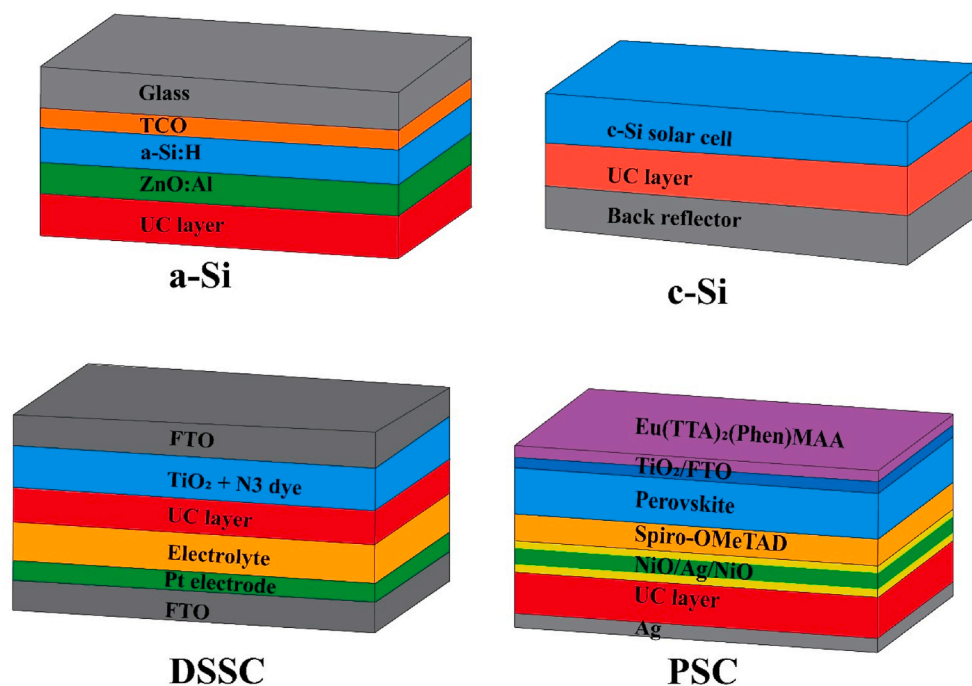 Glass
TCO
a-Si:H
ZnO:Al
UC layer
a-Si
c-Si solar cell
UC layer
Back reflector
c-Si
FTO
TiO₂ + N3 dye
UC layer
Electrolyte
Pt electrode
FTO
DSSC
Eu(TTA)₂(Phen)MAA
TiO₂/FTO
Perovskite
Spiro-OMeTAD
NiO/Ag/NiO
UC layer
Ag
PSC